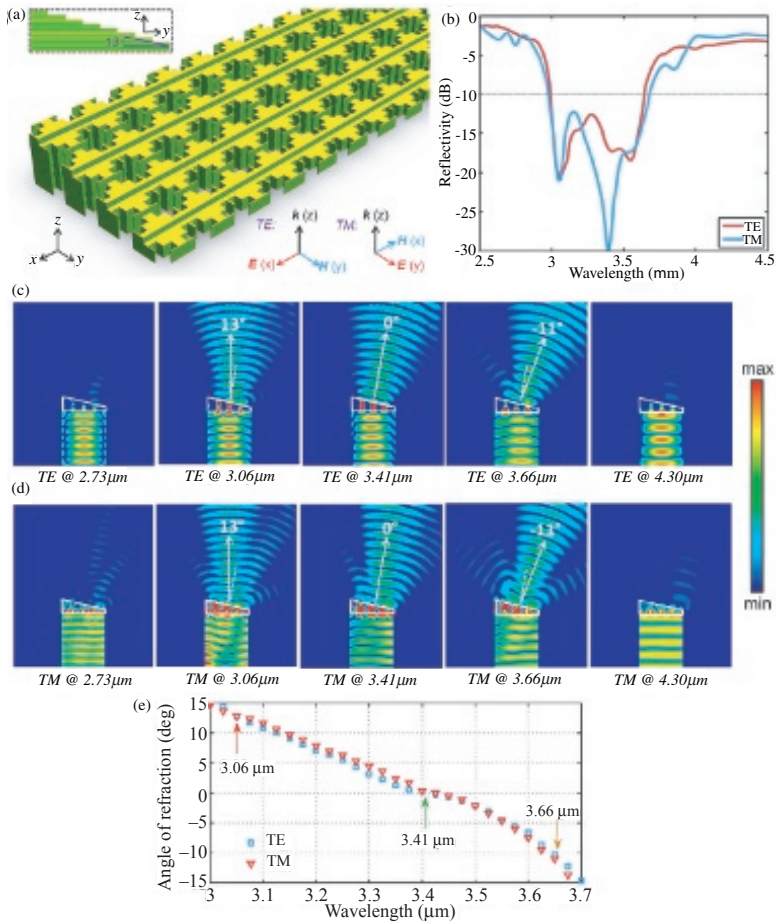 (a)
z
y
13°
z
x
y
TE:
k (z)
E (x)
H (y)
TM:
k (z)
H (x)
E (y)
(b)
0
-5
-10
-15
-20
-25
-30
Reflectivity (dB)
TE
TM
2.5 3 3.5 4 4.5
Wavelength (mm)
(c)
13°
0°
-11°
TE @ 2.73μm
TE @ 3.06μm
TE @ 3.41μm
TE @ 3.66μm
TE @ 4.30μm
(d)
13°
0°
-11°
TM @ 2.73μm
TM @ 3.06μm
TM @ 3.41μm
TM @ 3.66μm
TM @ 4.30μm
max
min
(e)
15
10
5
0
−5
−10
−15
Angle of refraction (deg)
3.06 μm
3.41 μm
3.66 μm
TE
TM
3 3.1 3.2 3.3 3.4 3.5 3.6 3.7
Wavelength (μm)